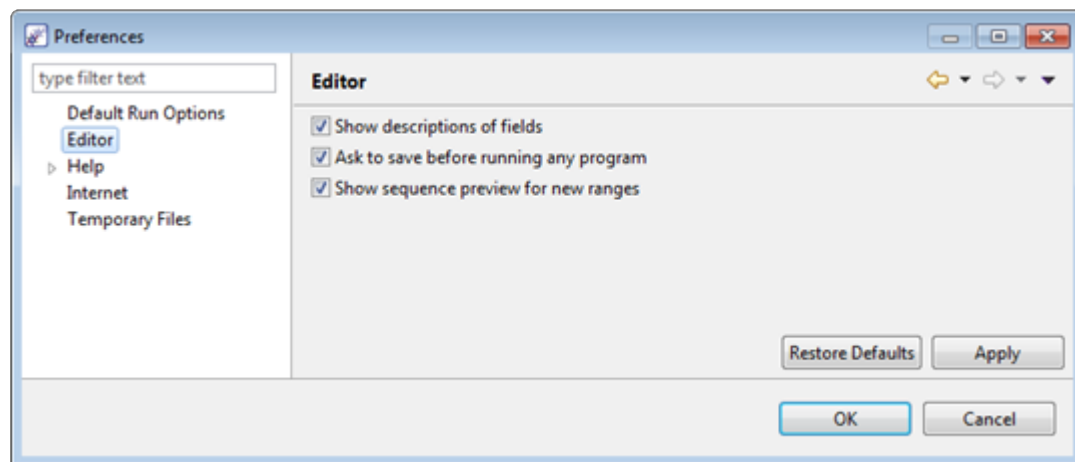 Preferences
type filter text
Default Run Options
Editor
Help
Internet
Temporary Files
Editor
Show descriptions of fields
Ask to save before running any program
Show sequence preview for new ranges
Restore Defaults
Apply
OK
Cancel